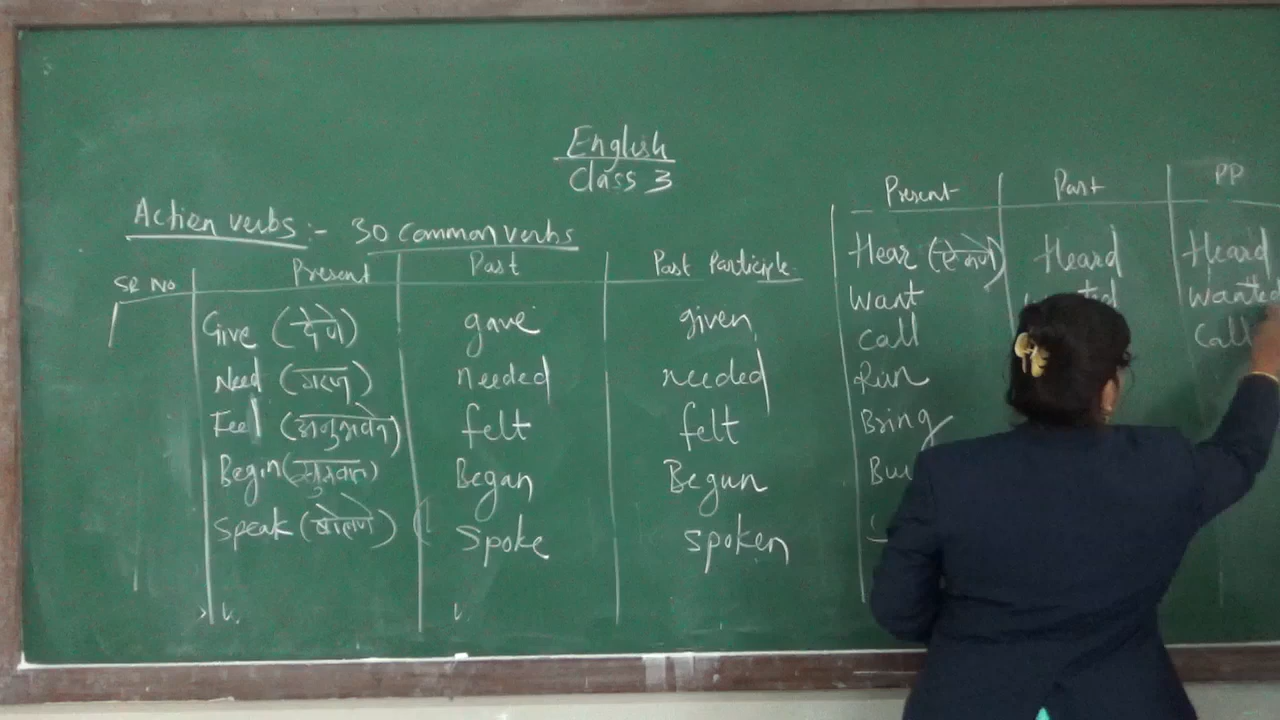 English
Class 3
Action verbs :- 30 Common verbs
SR No Present Past Past Participle
Give (देणे) gave given
Need (गरज) needed needed
Feel (अनुभवणे) felt felt
Begin Began Begun
Speak (बोलणे) Spoke spoken
Present Past PP
Hear Heard Heard
Want Wanted
Call Call
Run
Bring